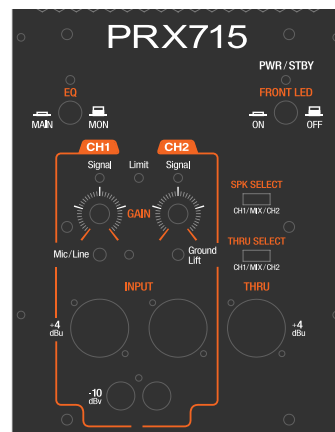 PRX715
PWR/STBY
EQ
FRONT LED
MAIN
MON
ON
OFF
CH1
CH2
Signal
Limit
Signal
SPK SELECT
CH1/MIX/CH2
GAIN
THRU SELECT
CH1/MIX/CH2
Mic/Line
Ground
Lift
INPUT
THRU
+4
dBu
+4
dBu
-10
dBv